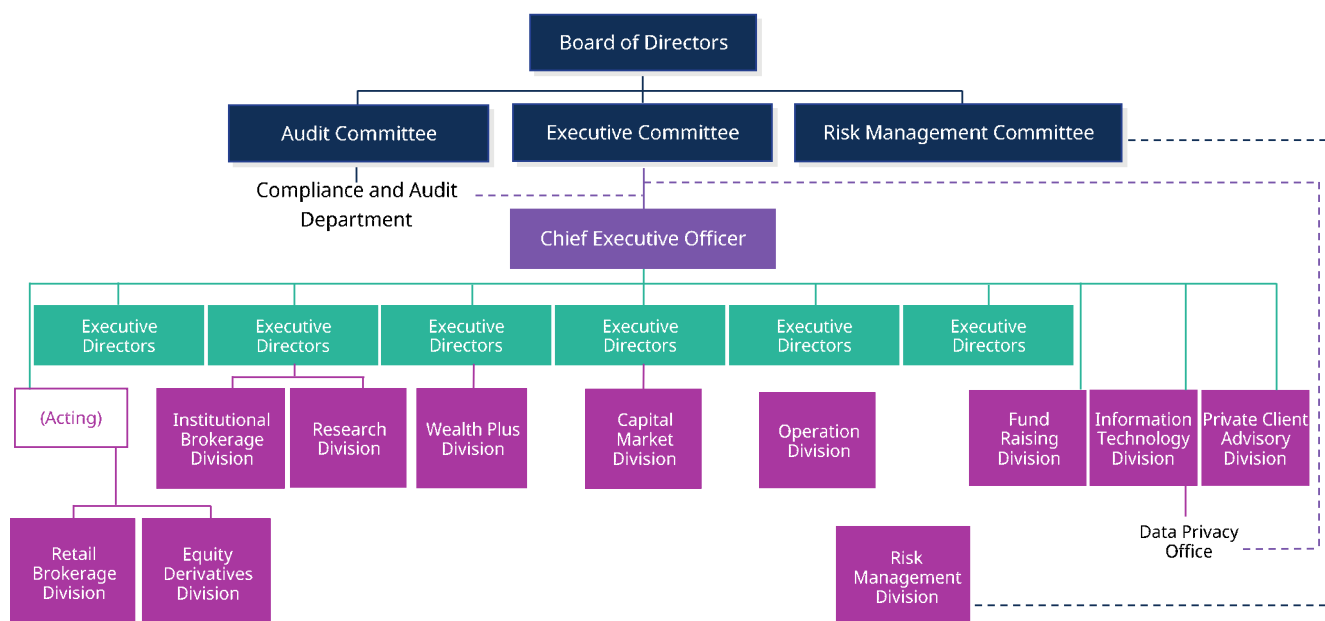 Board of Directors
Audit Committee
Executive Committee
Risk Management Committee
Compliance and Audit
Department
Chief Executive Officer
Executive
Directors
Executive
Directors
Executive
Directors
Executive
Directors
Executive
Directors
Executive
Directors
(Acting)
Institutional
Brokerage
Division
Research
Division
Wealth Plus
Division
Capital
Market
Division
Operation
Division
Fund
Raising
Division
Information
Technology
Division
Private Client
Advisory
Division
Retail
Brokerage
Division
Equity
Derivatives
Division
Risk
Management
Division
Data Privacy
Office